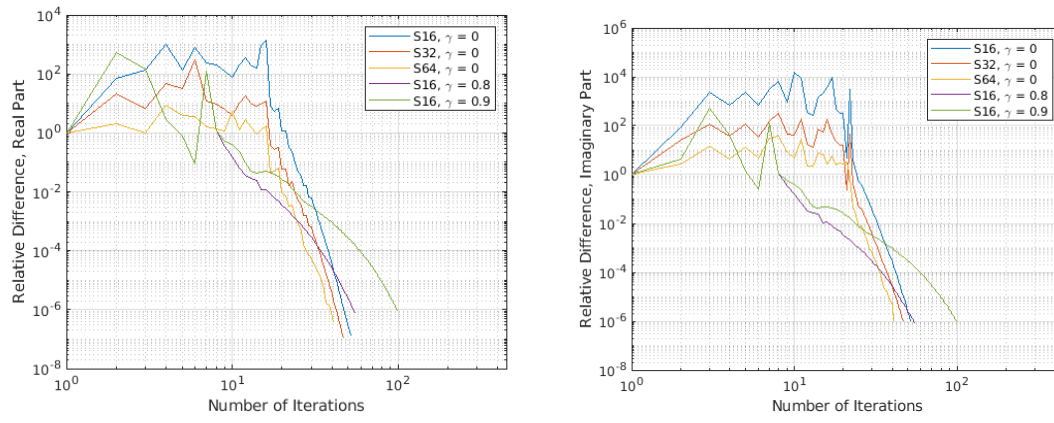 S16, γ = 0
S32, γ = 0
S64, γ = 0
S16, γ = 0.8
S16, γ = 0.9
10^4
10^2
10^0
10^-2
10^-4
10^-6
10^-8
Relative Difference, Real Part
10^0
10^1
10^2
Number of Iterations
S16, γ = 0
S32, γ = 0
S64, γ = 0
S16, γ = 0.8
S16, γ = 0.9
10^6
10^4
10^2
10^0
10^-2
10^-4
10^-6
10^-8
Relative Difference, Imaginary Part
10^0
10^1
10^2
Number of Iterations